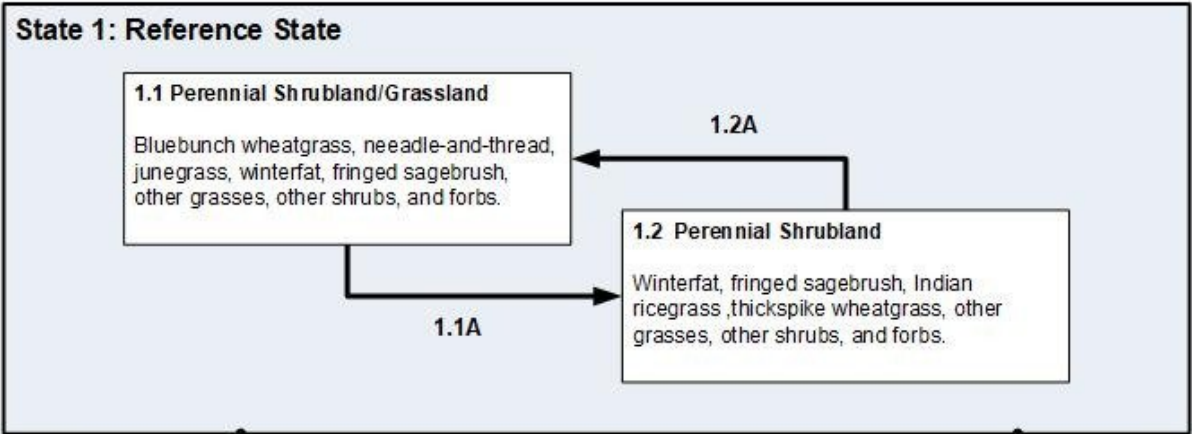 State 1: Reference State
1.1 Perennial Shrubland/Grassland
Bluebunch wheatgrass, neeadle-and-thread,
junegrass, winterfat, fringed sagebrush,
other grasses, other shrubs, and forbs.
1.2A
1.2 Perennial Shrubland
Winterfat, fringed sagebrush, Indian
ricegrass ,thickspike wheatgrass, other
grasses, other shrubs, and forbs.
1.1A